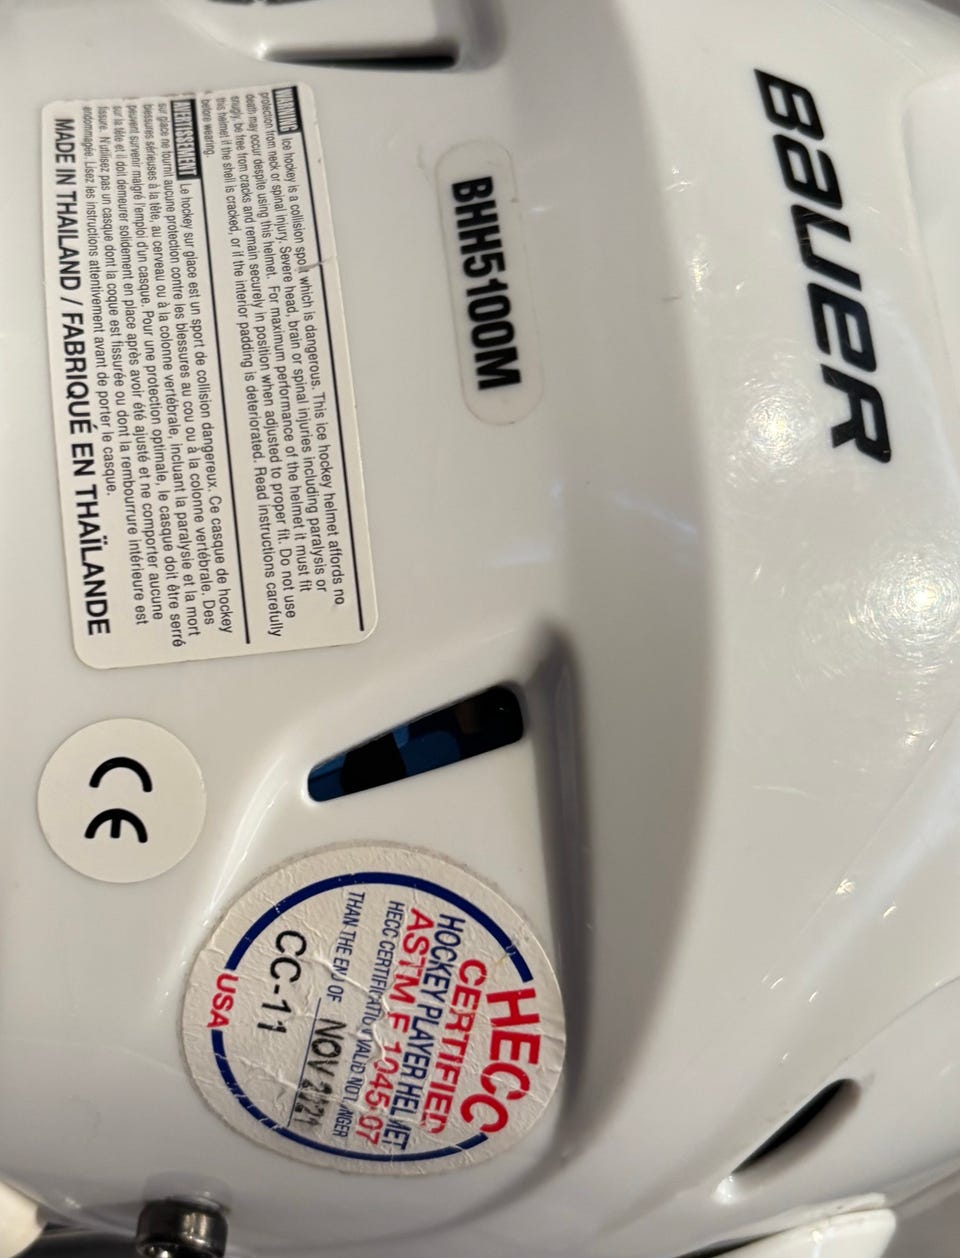 BAUER
BHH5100M
WARNING Ice hockey is a collision sport which is dangerous. This ice hockey helmet affords no
protection from neck or spinal injury. Severe head, brain or spinal injuries including paralysis or
death may occur despite using this helmet. For maximum performance of the helmet it must fit
snugly, be free from cracks and remain securely in position when adjusted to proper fit. Do not use
this helmet if the shell is cracked, or if the interior padding is deteriorated. Read instructions carefully
before wearing.
AVERTISSEMENT Le hockey sur glace est un sport de collision dangereux. Ce casque de hockey
sur glace ne fournit aucune protection contre les blessures au cou ou à la colonne vertébrale. Des
blessures sérieuses à la tête, au cerveau ou à la colonne vertébrale, incluant la paralysie et la mort
peuvent survenir malgré l'emploi d'un casque. Pour une protection optimale, le casque doit être serré
sur la tête et il doit demeurer solidement en place après avoir été ajusté et ne comporter aucune
fissure. N'utilisez pas un casque dont la coque est fissurée ou dont la rembourrure intérieure est
endommagée. Lisez les instructions attentivement avant de porter le casque.
MADE IN THAILAND / FABRIQUÉ EN THAÏLANDE
CE
HECC
CERTIFIED
HOCKEY PLAYER HELMET
ASTM F 1045-07
HECC CERTIFICATION VALID NO LONGER
THAN THE END OF NOV 2021
CC-11
USA